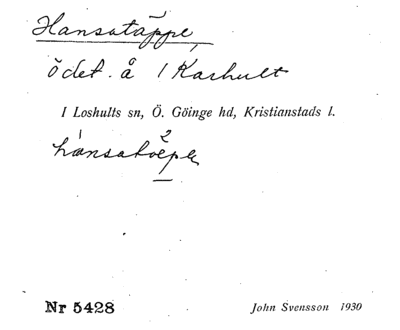 Hansatäppe,
ödet. å 1 Karhult
I Loshults sn, Ö. Göinge hd, Kristianstads l.
Nr 5428
John Svensson 1930